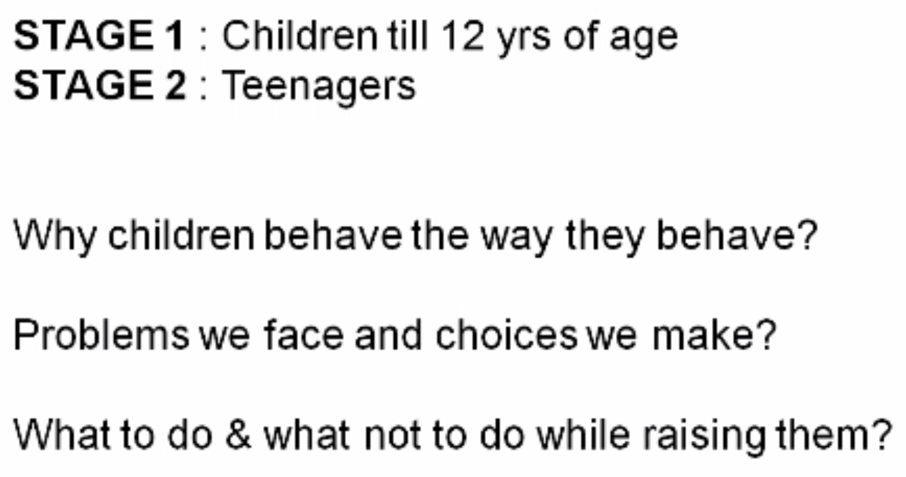 STAGE 1 : Children till 12 yrs of age
STAGE 2 : Teenagers
Why children behave the way they behave?
Problems we face and choices we make?
What to do & what not to do while raising them?